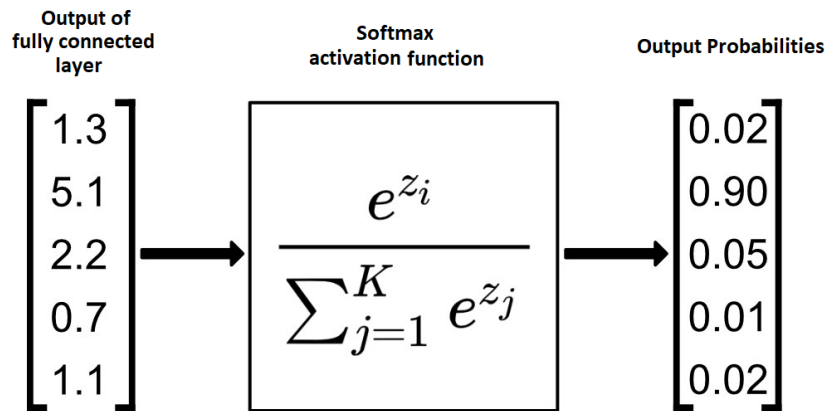 Output of
fully connected
layer
Softmax
activation function
Output Probabilities
1.3
5.1
2.2
0.7
1.1
e^{z_i}
∑_{j=1}^{K} e^{z_j}
0.02
0.90
0.05
0.01
0.02